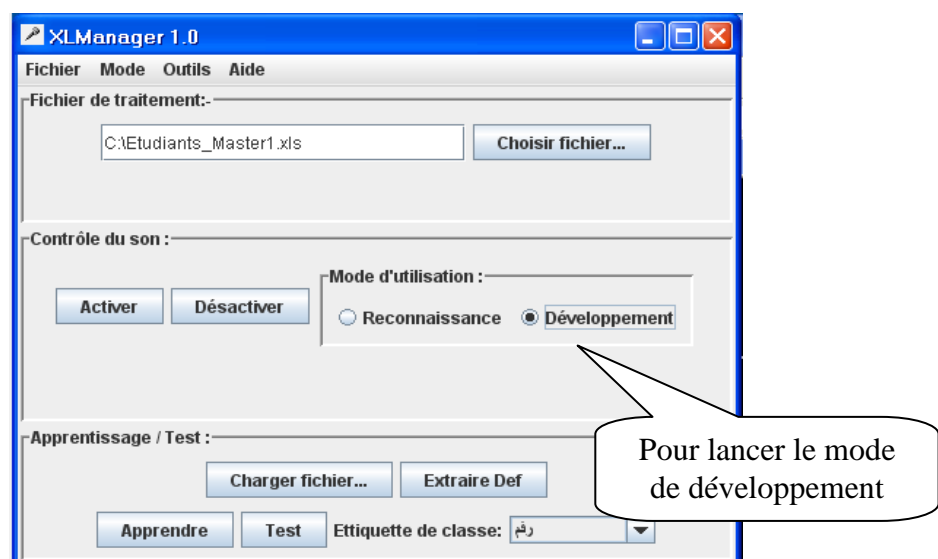 XLManager 1.0
Fichier Mode Outils Aide
Fichier de traitement:-
C:\Etudiants_Master1.xls Choisir fichier...
Contrôle du son :
Mode d'utilisation :
Activer Désactiver
Reconnaissance Développement
Apprentissage / Test :
Pour lancer le mode
de développement
Charger fichier... Extraire Def
Apprendre Test Ettiquette de classe: رقم